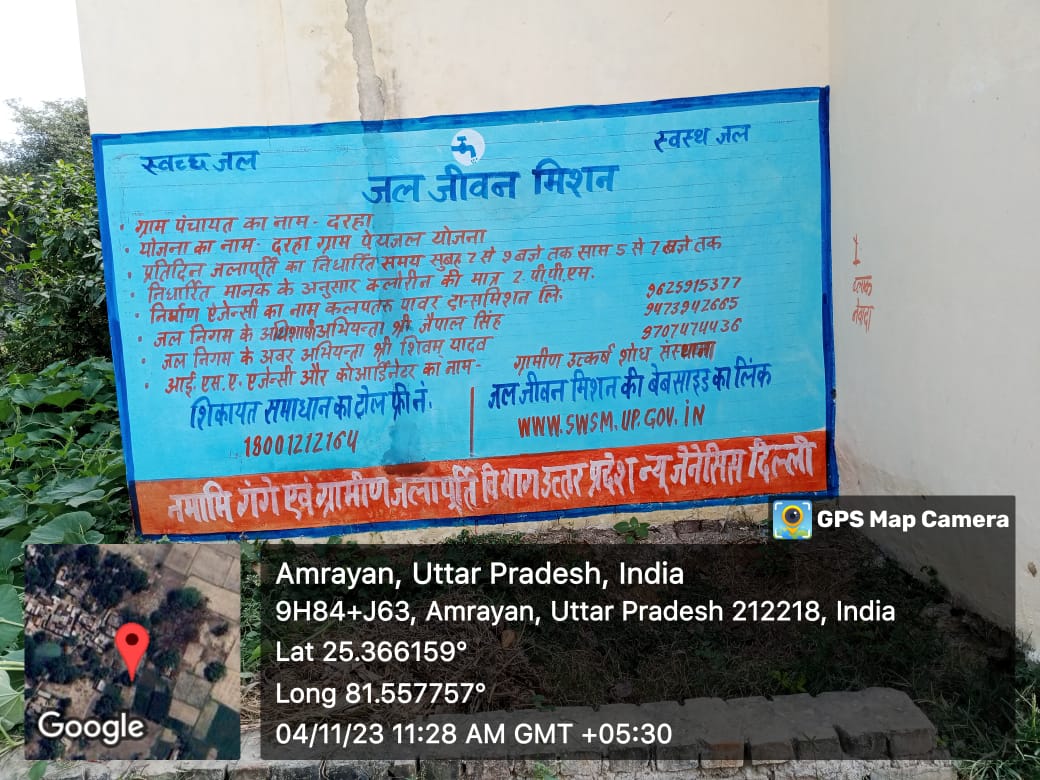 स्वच्छ जल
स्वस्थ जल
जल जीवन मिशन
• ग्राम पंचायत का नाम - दरहा
• योजना का नाम - दरहा ग्राम पेयजल योजना
• प्रतिदिन जलापूर्ति का निर्धारित समय सुबह 7 से 9 बजे तक साम 5 से 7 बजे तक
• निर्धारित मानक के अनुसार क्लोरीन की मात्र 2 पी.पी.एम.
• निर्माण एजेन्सी का नाम कल्पतरू पावर ट्रान्समिशन लि. 9625915377
• जल निगम के अधिशाषी अभियन्ता श्री जैपाल सिंह 9473942665
• जल निगम के अवर अभियन्ता श्री शिवम् यादव 8707474436
• आई.एस.ए. एजेन्सी और कोआर्डिनेटर का नाम - ग्रामीण उत्कर्ष शोध संस्थान
शिकायत समाधान का ट्रोल फ्री नं.
18001212164
जल जीवन मिशन की बेबसाइड का लिंक
WWW.SWSM.UP.GOV.iN
नमामि गंगे एवं ग्रामीण जलापूर्ति विभाग उत्तर प्रदेश न्यू जेनेसिस दिल्ली
1
ब्लाक
नेवादा
GPS Map Camera
Amrayan, Uttar Pradesh, India
9H84+J63, Amrayan, Uttar Pradesh 212218, India
Lat 25.366159°
Long 81.557757°
04/11/23 11:28 AM GMT +05:30
Google